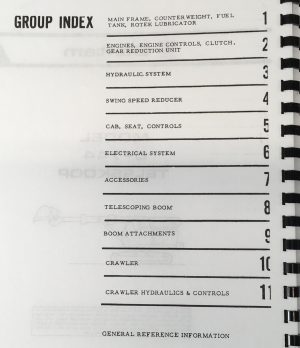 GROUP INDEX
MAIN FRAME, COUNTERWEIGHT, FUEL
TANK, ROTER LUBRICATOR 1
ENGINES, ENGINE CONTROLS, CLUTCH,
GEAR REDUCTION UNIT 2
HYDRAULIC SYSTEM 3
SWING SPEED REDUCER 4
CAB, SEAT, CONTROLS 5
ELECTRICAL SYSTEM 6
ACCESSORIES 7
TELESCOPING BOOM 8
BOOM ATTACHMENTS 9
CRAWLER 10
CRAWLER HYDRAULICS & CONTROLS 11
GENERAL REFERENCE INFORMATION